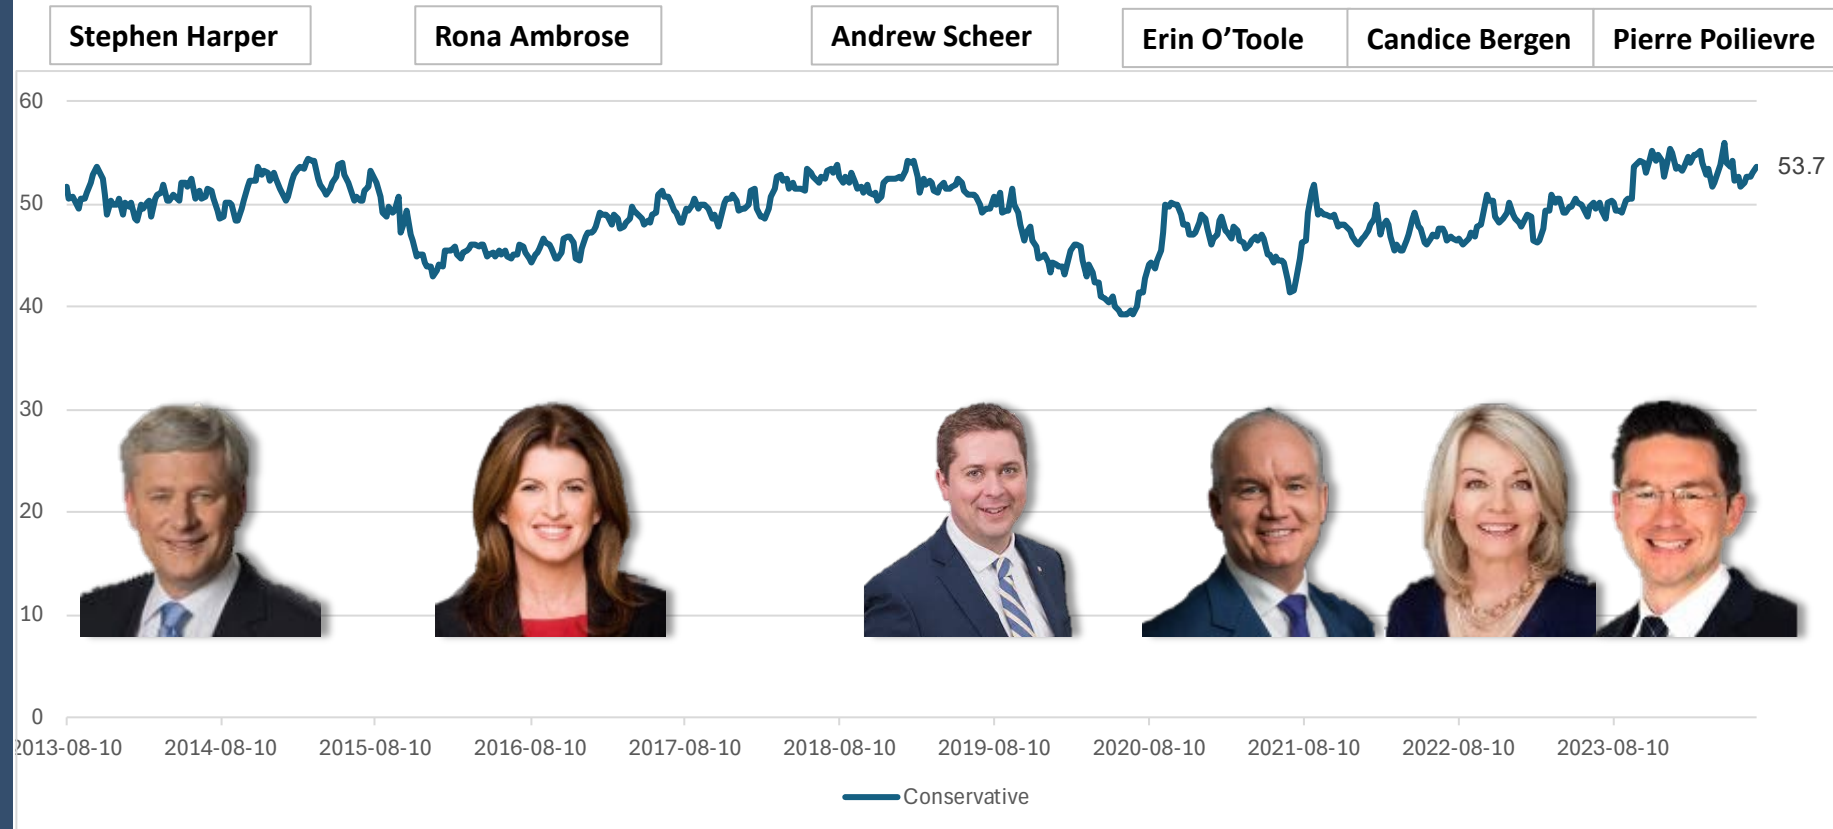 Stephen Harper
Rona Ambrose
Andrew Scheer
Erin O'Toole
Candice Bergen
Pierre Poilievre
60
50
53.7
40
30
20
10
0
2013-08-10 2014-08-10 2015-08-10 2016-08-10 2017-08-10 2018-08-10 2019-08-10 2020-08-10 2021-08-10 2022-08-10 2023-08-10
Conservative